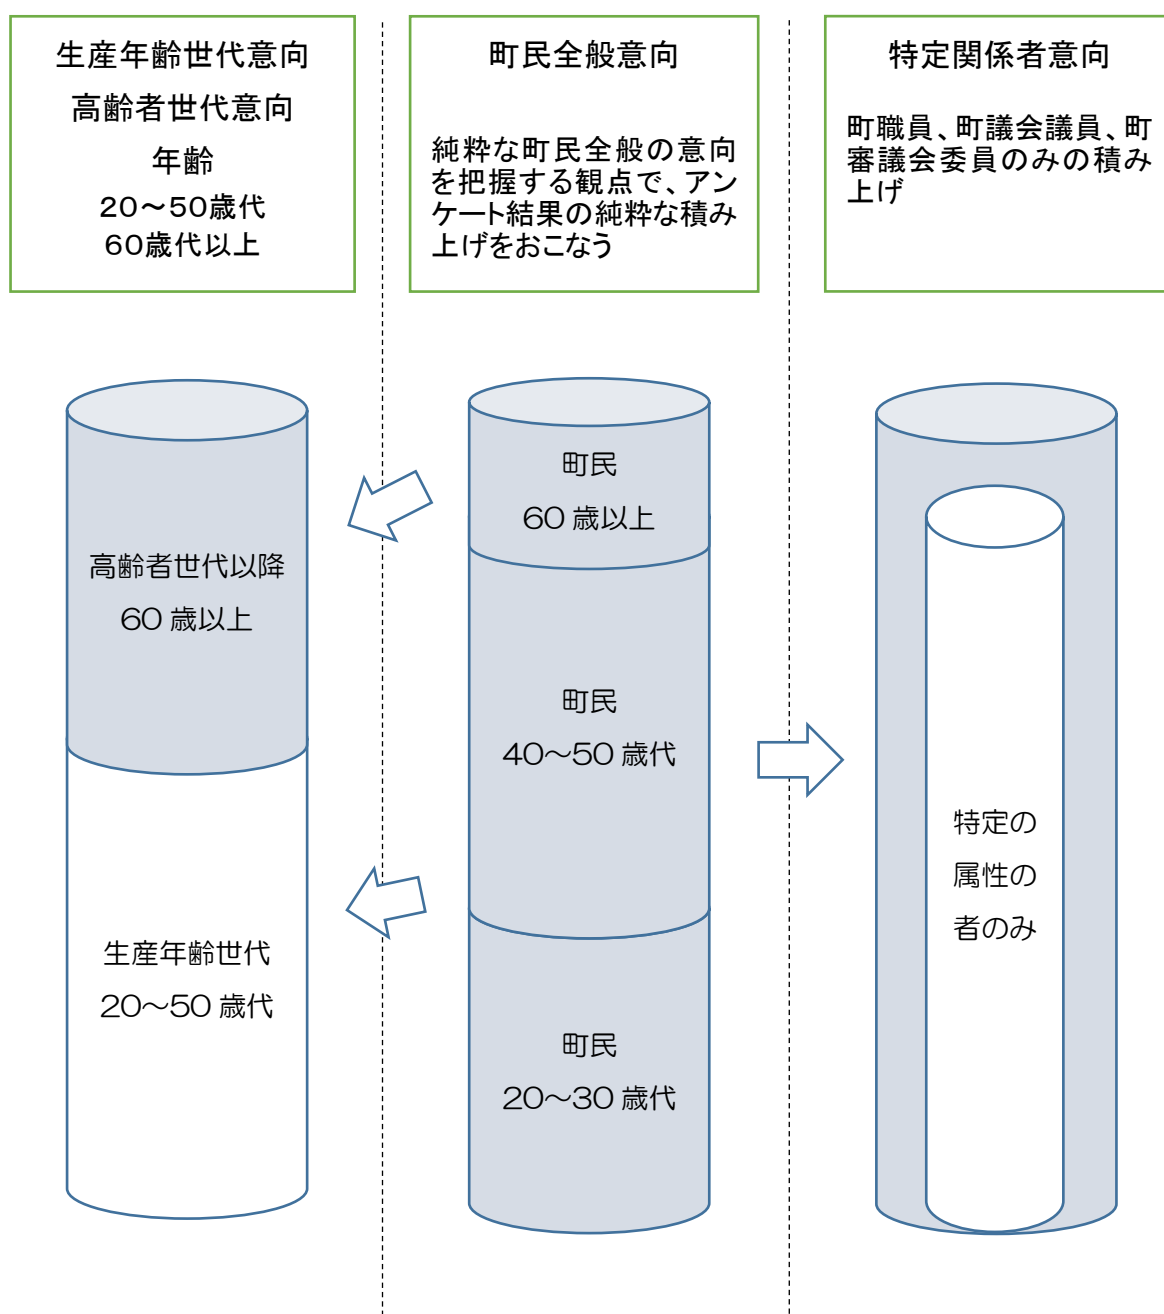 生産年齢世代意向
高齢者世代意向
年齢
20～50歳代
60歳代以上
町民全般意向
純粋な町民全般の意向
を把握する観点で、アン
ケート結果の純粋な積み
上げをおこなう
特定関係者意向
町職員、町議会議員、町
審議会委員のみの積み
上げ
高齢者世代以降
60 歳以上
生産年齢世代
20～50 歳代
町民
60 歳以上
町民
40～50 歳代
町民
20～30 歳代
特定の
属性の
者のみ